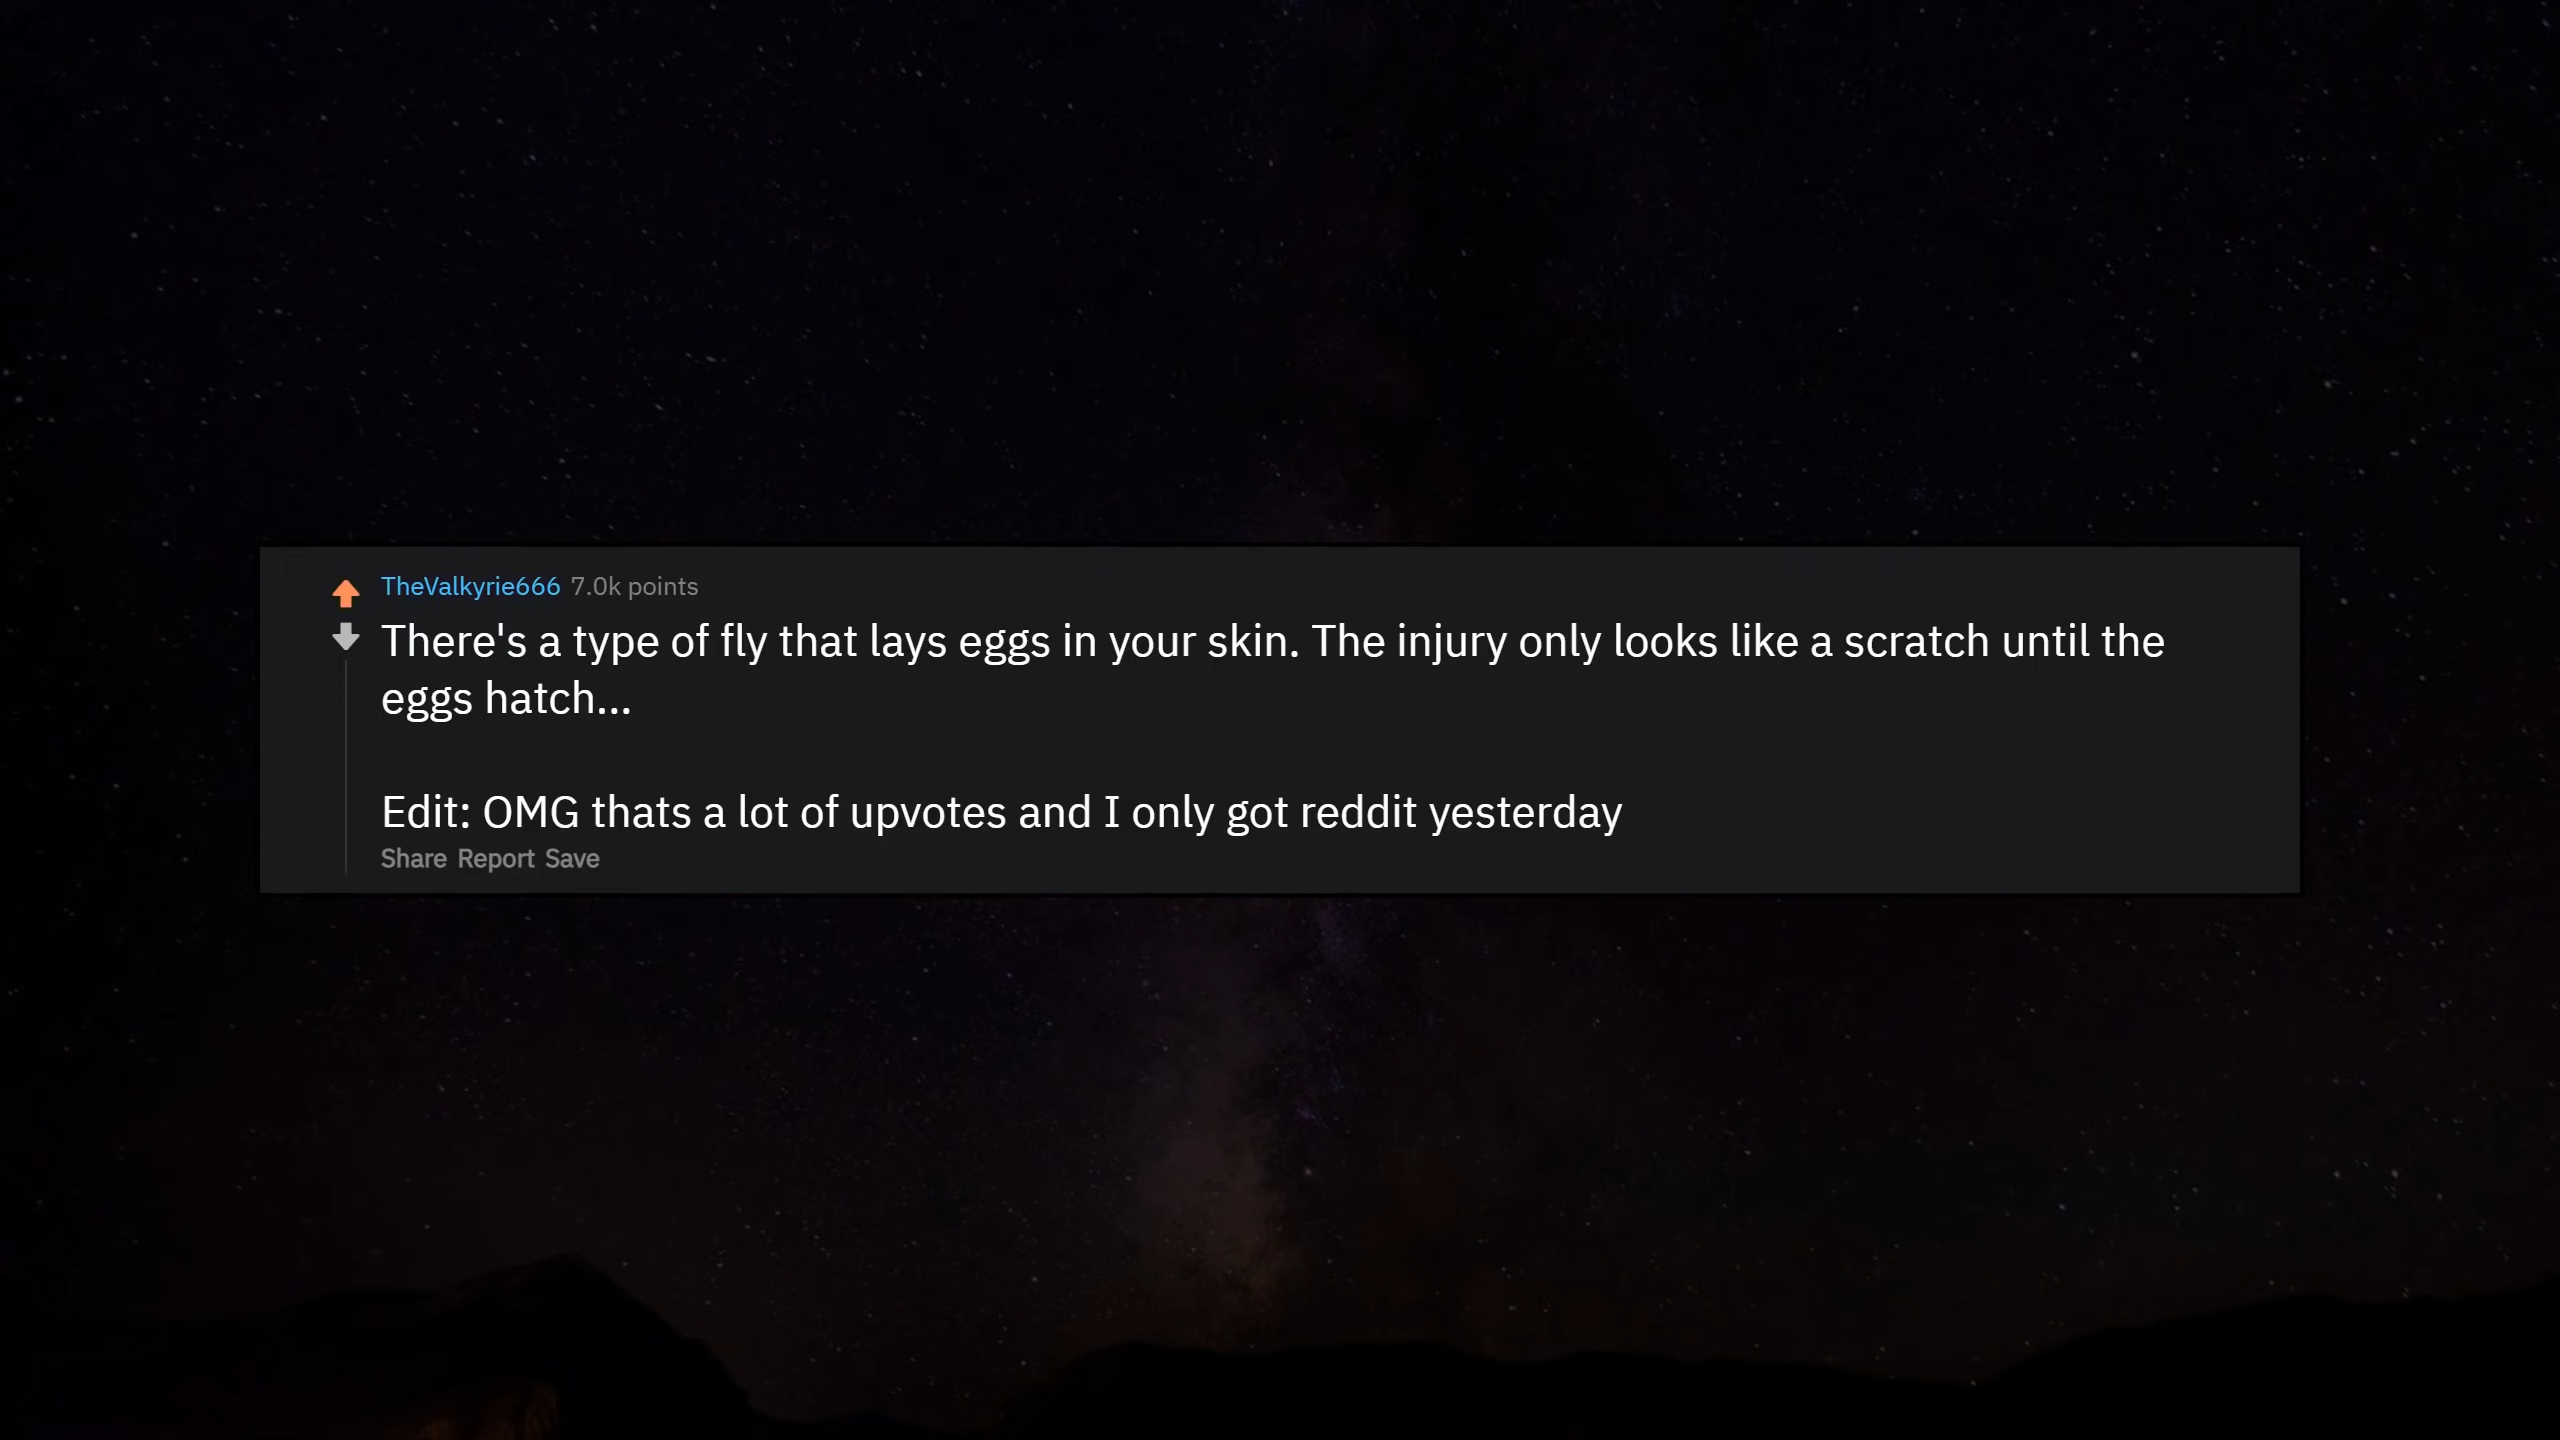 TheValkyrie666 7.0k points
There's a type of fly that lays eggs in your skin. The injury only looks like a scratch until the
eggs hatch...
Edit: OMG thats a lot of upvotes and I only got reddit yesterday
Share Report Save